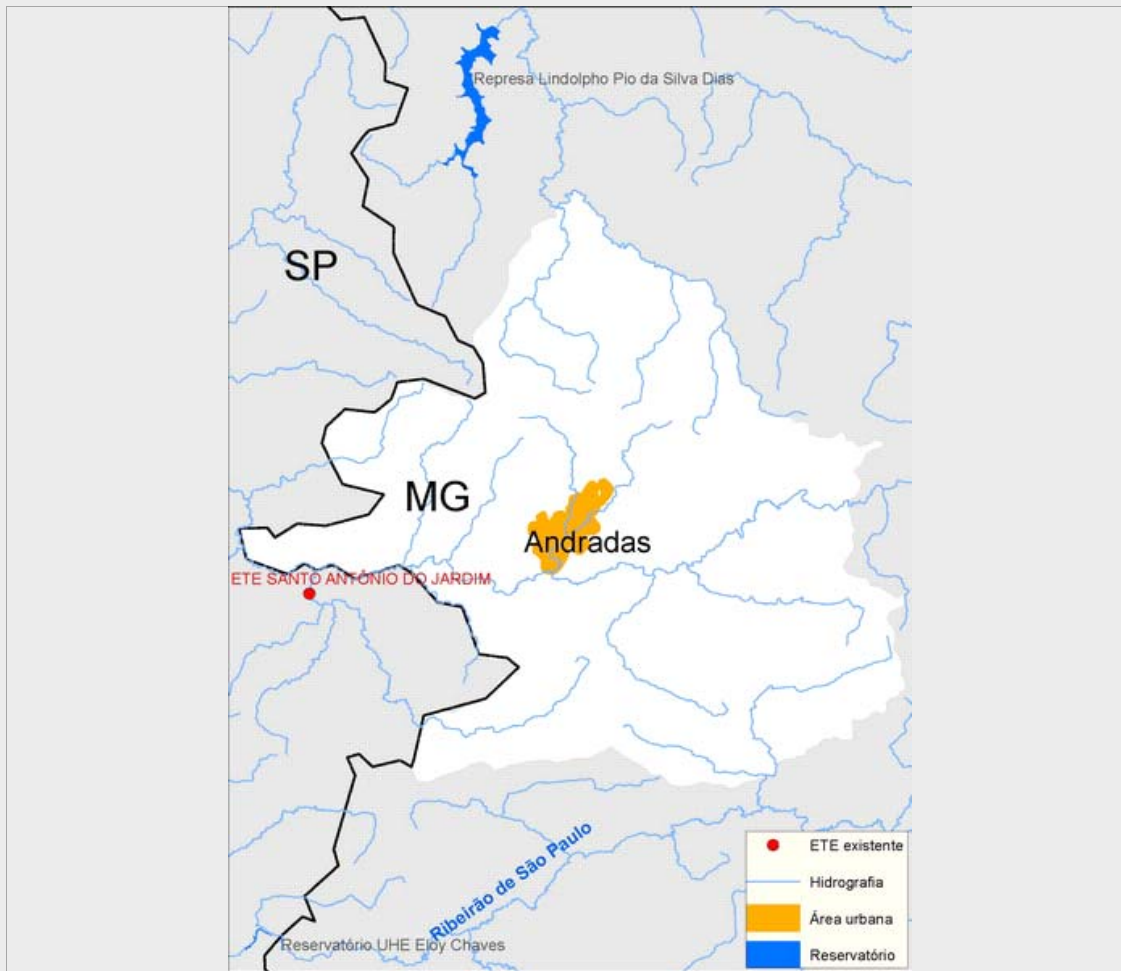 Represa Lindolpho Pio da Silva Dias
SP
MG
Andradas
ETE SANTO ANTÔNIO DO JARDIM
Ribeirão de São Paulo
Reservatório UHE Eloy Chaves
ETE existente
Hidrografia
Área urbana
Reservatório